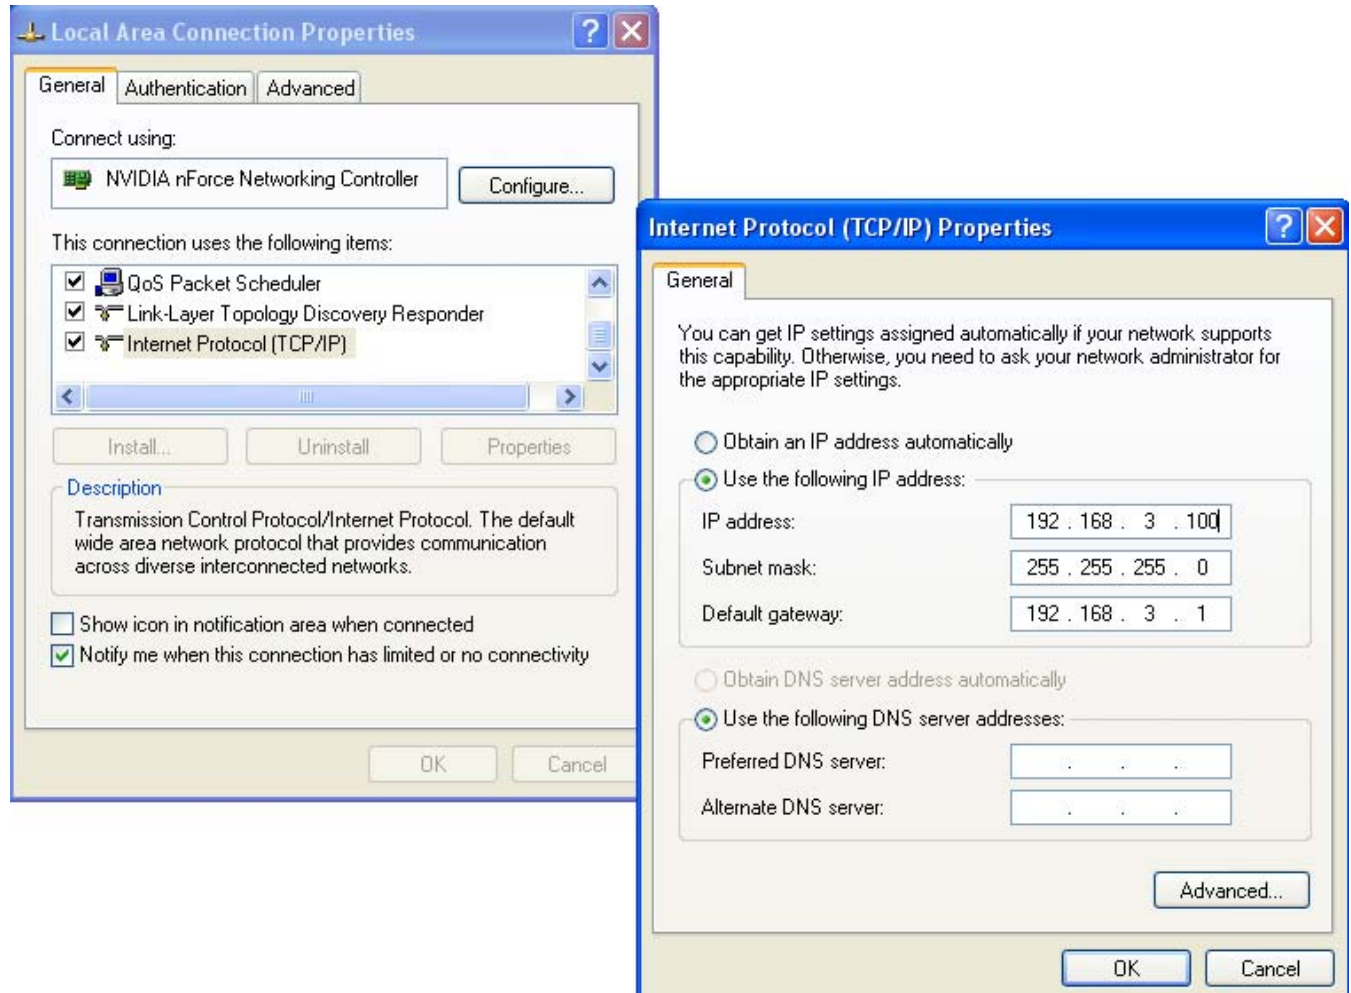 Local Area Connection Properties
?
X
General
Authentication
Advanced
Connect using:
NVIDIA nForce Networking Controller
Configure...
This connection uses the following items:
QoS Packet Scheduler
Link-Layer Topology Discovery Responder
Internet Protocol (TCP/IP)
Install...
Uninstall
Properties
Description
Transmission Control Protocol/Internet Protocol. The default
wide area network protocol that provides communication
across diverse interconnected networks.
Show icon in notification area when connected
Notify me when this connection has limited or no connectivity
OK
Cancel
Internet Protocol (TCP/IP) Properties
?
X
General
You can get IP settings assigned automatically if your network supports
this capability. Otherwise, you need to ask your network administrator for
the appropriate IP settings.
Obtain an IP address automatically
Use the following IP address:
IP address: 192 . 168 . 3 . 100
Subnet mask: 255 . 255 . 255 . 0
Default gateway: 192 . 168 . 3 . 1
Obtain DNS server address automatically
Use the following DNS server addresses:
Preferred DNS server: . . .
Alternate DNS server: . . .
Advanced...
OK
Cancel